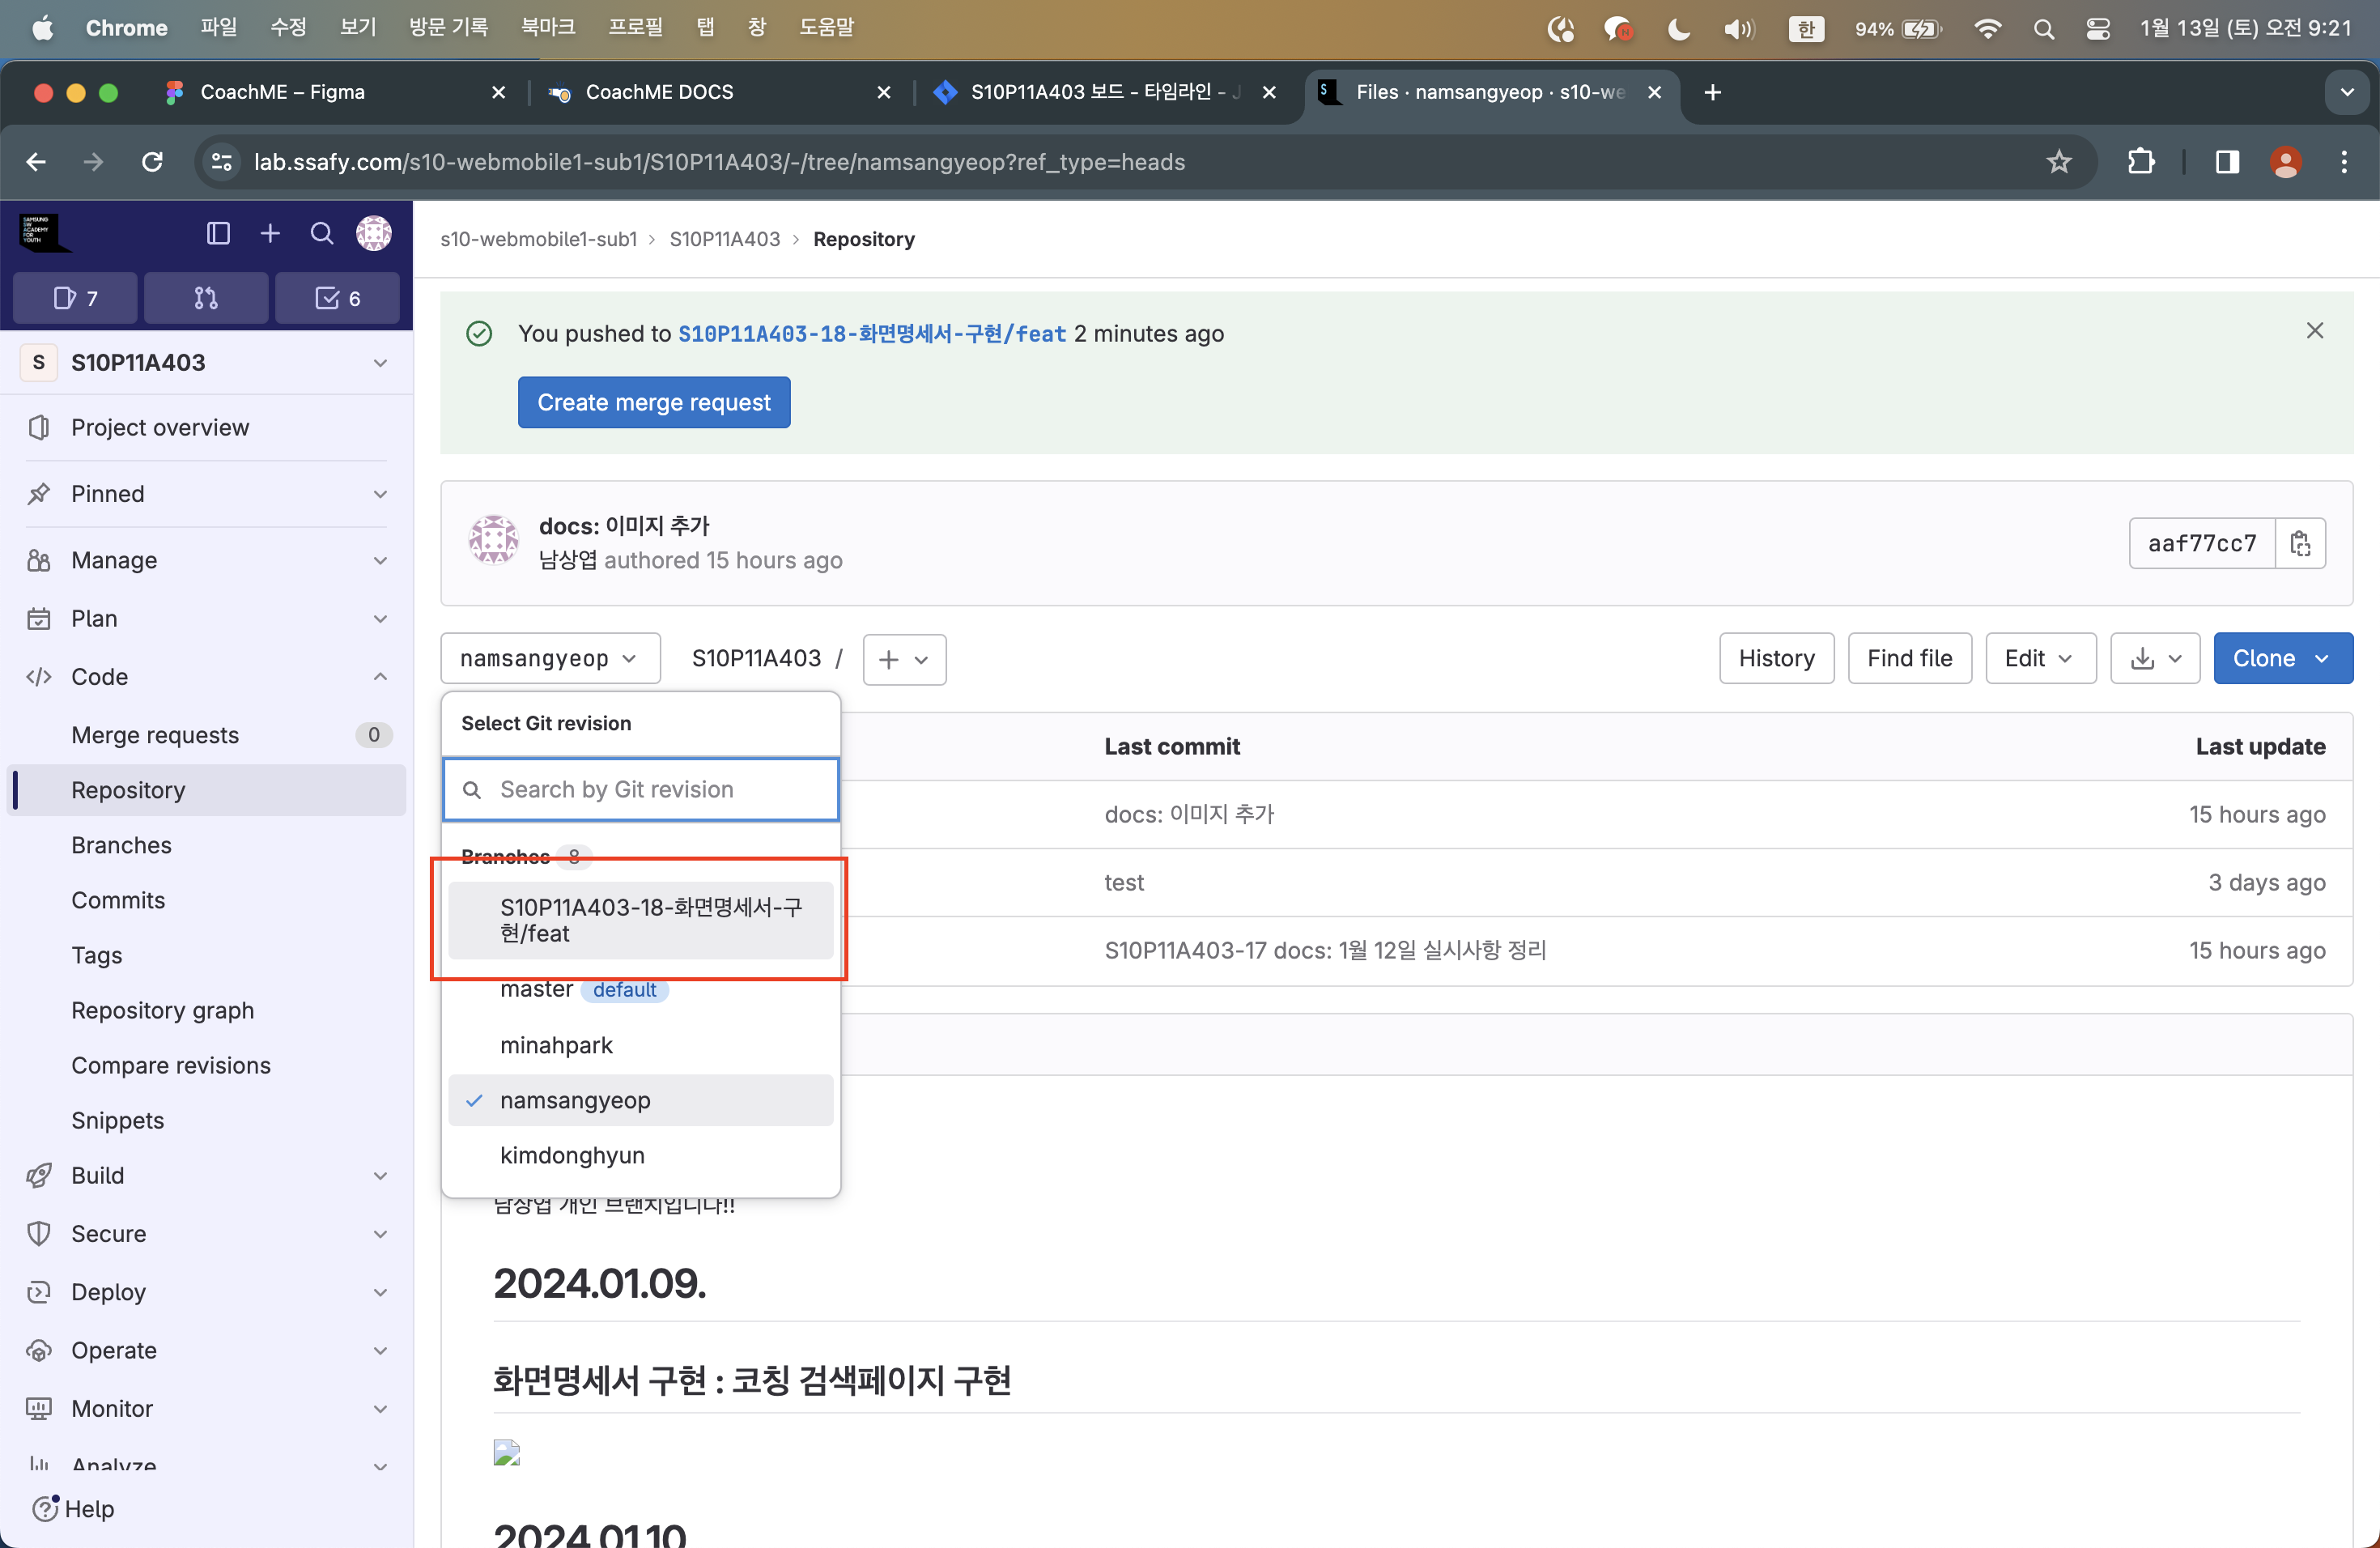 Chrome 파일 수정 보기 방문 기록 북마크 프로필 탭 창 도움말 한 94% 1월 13일 (토) 오전 9:21
CoachME – Figma
CoachME DOCS
S10P11A403 보드 - 타임라인 - J
Files · namsangyeop · s10-we
lab.ssafy.com/s10-webmobile1-sub1/S10P11A403/-/tree/namsangyeop?ref_type=heads
SAMSUNG
SW
ACADEMY
FOR
YOUTH
7
6
S S10P11A403
Project overview
Pinned
Manage
Plan
Code
Merge requests 0
Repository
Branches
Commits
Tags
Repository graph
Compare revisions
Snippets
Build
Secure
Deploy
Operate
Monitor
Analyze
Help
s10-webmobile1-sub1 › S10P11A403 › Repository
You pushed to S10P11A403-18-화면명세서-구현/feat 2 minutes ago
Create merge request
docs: 이미지 추가
남상엽 authored 15 hours ago
aaf77cc7
namsangyeop S10P11A403 / +
History Find file Edit Clone
Select Git revision
Search by Git revision
Branches 8
S10P11A403-18-화면명세서-구
현/feat
master default
minahpark
namsangyeop
kimdonghyun
Last commit Last update
docs: 이미지 추가 15 hours ago
test 3 days ago
S10P11A403-17 docs: 1월 12일 실시사항 정리 15 hours ago
남상엽 개인 브랜치입니다!!
2024.01.09.
화면명세서 구현 : 코칭 검색페이지 구현
2024.01.10